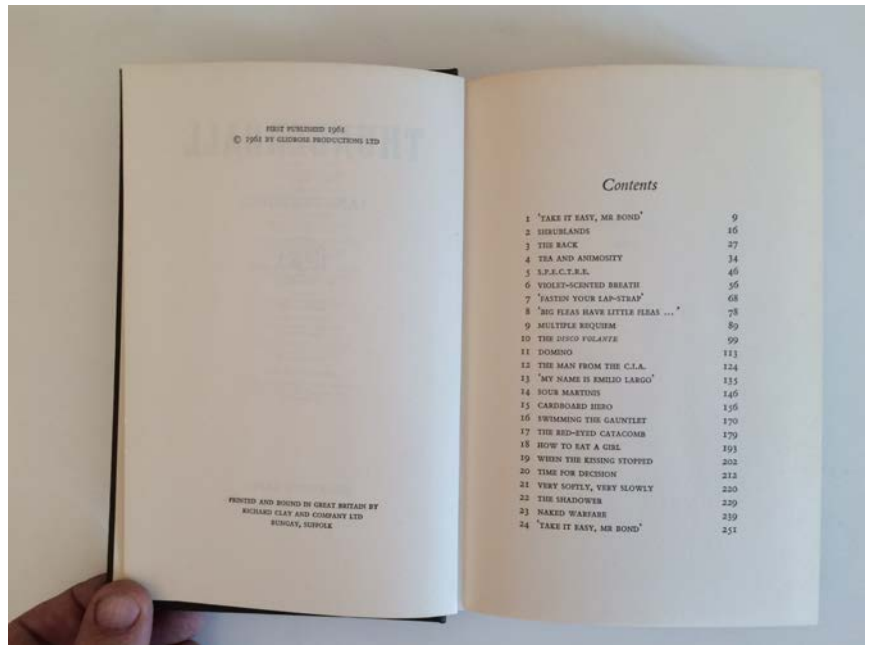 FIRST PUBLISHED 1961
© 1961 BY GLIDROSE PRODUCTIONS LTD
PRINTED AND BOUND IN GREAT BRITAIN BY
RICHARD CLAY AND COMPANY LTD
BUNGAY, SUFFOLK
Contents
1 'TAKE IT EASY, MR BOND' 9
2 SHRUBLANDS 16
3 THE RACK 27
4 TEA AND ANIMOSITY 34
5 S.P.E.C.T.R.E. 46
6 VIOLET-SCENTED BREATH 56
7 'FASTEN YOUR LAP-STRAP' 68
8 'BIG FLEAS HAVE LITTLE FLEAS ...' 78
9 MULTIPLE REQUIEM 89
10 THE DISCO VOLANTE 99
11 DOMINO 113
12 THE MAN FROM THE C.I.A. 124
13 'MY NAME IS EMILIO LARGO' 135
14 SOUR MARTINIS 146
15 CARDBOARD HERO 156
16 SWIMMING THE GAUNTLET 170
17 THE RED-EYED CATACOMB 179
18 HOW TO EAT A GIRL 193
19 WHEN THE KISSING STOPPED 202
20 TIME FOR DECISION 212
21 VERY SOFTLY, VERY SLOWLY 220
22 THE SHADOWER 229
23 NAKED WARFARE 239
24 'TAKE IT EASY, MR BOND' 251